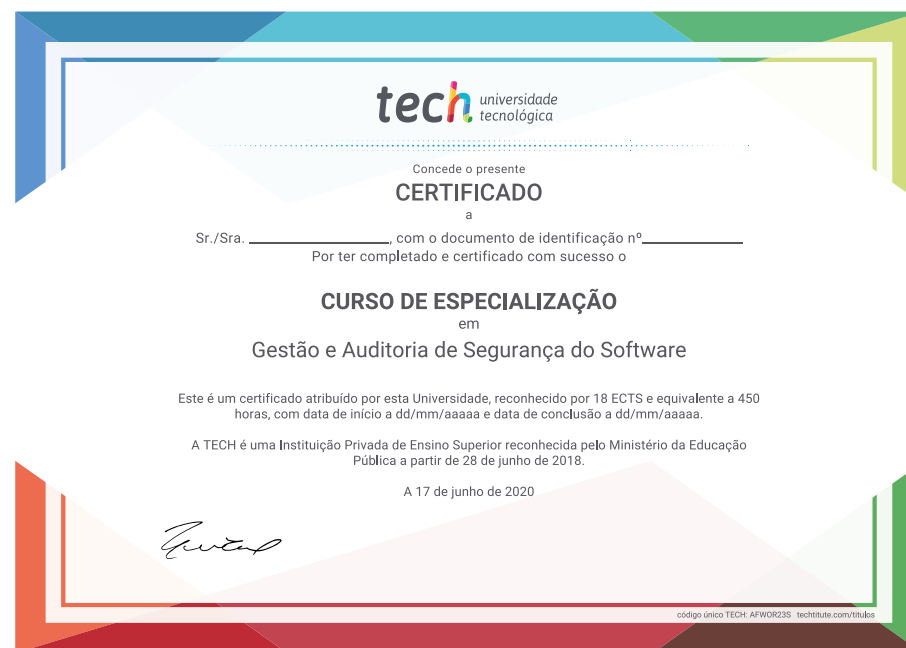 tech universidade
tecnológica
Concede o presente
CERTIFICADO
a
Sr./Sra. ________________, com o documento de identificação nº____________
Por ter completado e certificado com sucesso o
CURSO DE ESPECIALIZAÇÃO
em
Gestão e Auditoria de Segurança do Software
Este é um certificado atribuído por esta Universidade, reconhecido por 18 ECTS e equivalente a 450
horas, com data de início a dd/mm/aaaaa e data de conclusão a dd/mm/aaaaa.
A TECH é uma Instituição Privada de Ensino Superior reconhecida pelo Ministério da Educação
Pública a partir de 28 de junho de 2018.
A 17 de junho de 2020
código único TECH: AFWOR23S techtitute.com/titulos